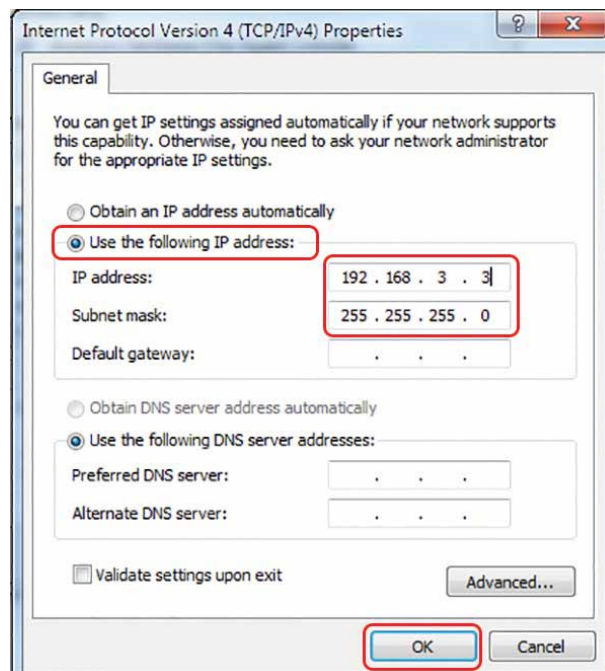 Internet Protocol Version 4 (TCP/IPv4) Properties
?
X
General
You can get IP settings assigned automatically if your network supports
this capability. Otherwise, you need to ask your network administrator
for the appropriate IP settings.
Obtain an IP address automatically
Use the following IP address:
IP address: 192 . 168 . 3 . 3
Subnet mask: 255 . 255 . 255 . 0
Default gateway: . . .
Obtain DNS server address automatically
Use the following DNS server addresses:
Preferred DNS server: . . .
Alternate DNS server: . . .
Validate settings upon exit
Advanced...
OK Cancel